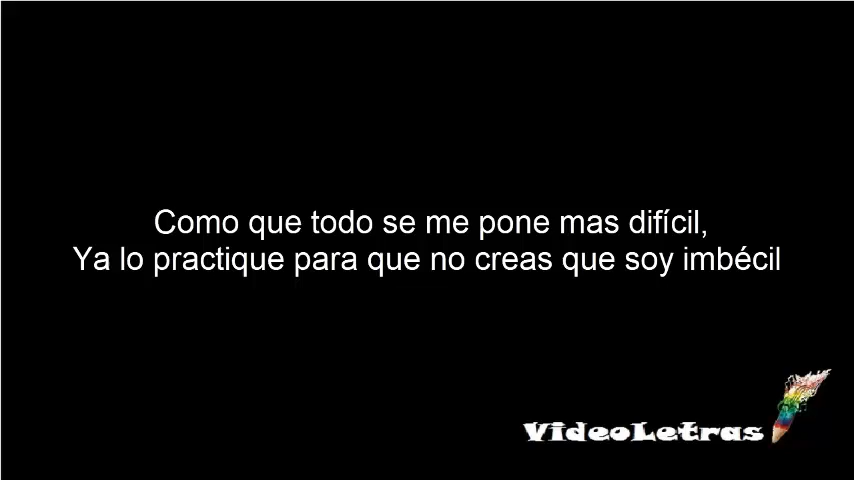 Como que todo se me pone mas difícil,
Ya lo practique para que no creas que soy imbécil
VideoLetras